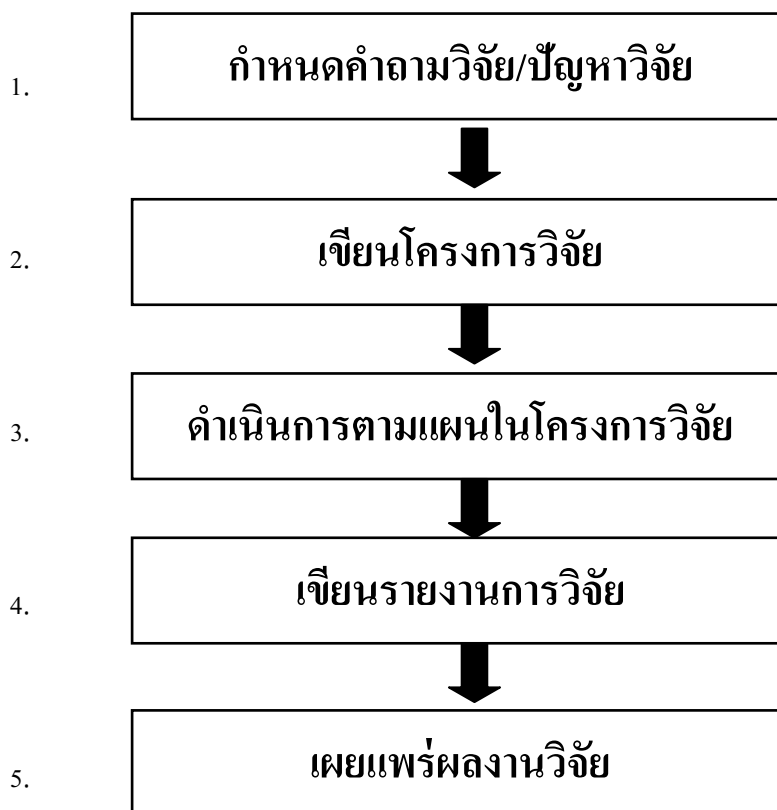 1. กำหนดคำถามวิจัย/ปัญหาวิจัย
2. เขียนโครงการวิจัย
3. ดำเนินการตามแผนในโครงการวิจัย
4. เขียนรายงานการวิจัย
5. เผยแพร่ผลงานวิจัย